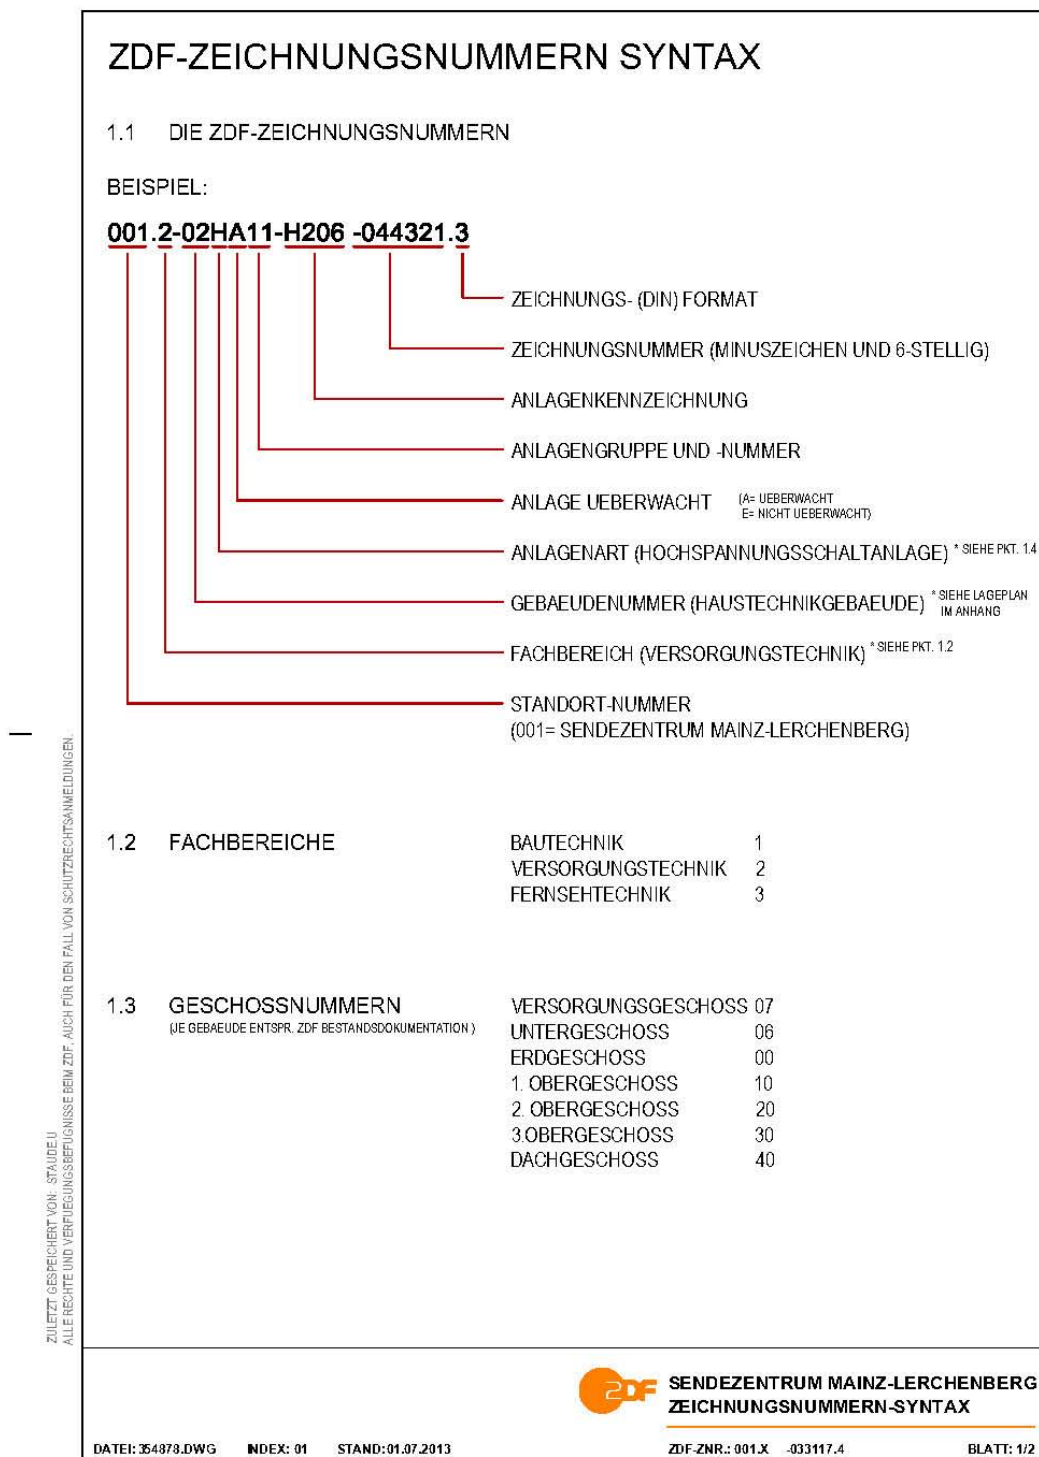 ZDF-ZEICHNUNGSNUMMERN SYNTAX
1.1 DIE ZDF-ZEICHNUNGSNUMMERN
BEISPIEL:
001.2-02HA11-H206 -044321.3
ZEICHNUNGS- (DIN) FORMAT
ZEICHNUNGSNUMMER (MINUSZEICHEN UND 6-STELLIG)
ANLAGENKENNZEICHNUNG
ANLAGENGRUPPE UND -NUMMER
ANLAGE UEBERWACHT (A= UEBERWACHT
E= NICHT UEBERWACHT)
ANLAGENART (HOCHSPANNUNGSSCHALTANLAGE) * SIEHE PKT. 1.4
GEBAEUDENUMMER (HAUSTECHNIKGEBAEUDE) * SIEHE LAGEPLAN
IM ANHANG
FACHBEREICH (VERSORGUNGSTECHNIK) * SIEHE PKT. 1.2
STANDORT-NUMMER
(001= SENDEZENTRUM MAINZ-LERCHENBERG)
1.2 FACHBEREICHE BAUTECHNIK 1
VERSORGUNGSTECHNIK 2
FERNSEHTECHNIK 3
1.3 GESCHOSSNUMMERN VERSORGUNGSGESCHOSS 07
(JE GEBAEUDE ENTSPR. ZDF BESTANDSDOKUMENTATION )
UNTERGESCHOSS 06
ERDGESCHOSS 00
1. OBERGESCHOSS 10
2. OBERGESCHOSS 20
3.OBERGESCHOSS 30
DACHGESCHOSS 40
ZULETZT GESPEICHERT VON: STAUDE.U
ALLE RECHTE UND VERFUEGUNGSBEFUGNISSE BEIM ZDF, AUCH FÜR DEN FALL VON SCHUTZRECHTSANMELDUNGEN.
ZDF
SENDEZENTRUM MAINZ-LERCHENBERG
ZEICHNUNGSNUMMERN-SYNTAX
DATEI: 354878.DWG INDEX: 01 STAND: 01.07.2013 ZDF-ZNR.: 001.X -033117.4 BLATT: 1/2